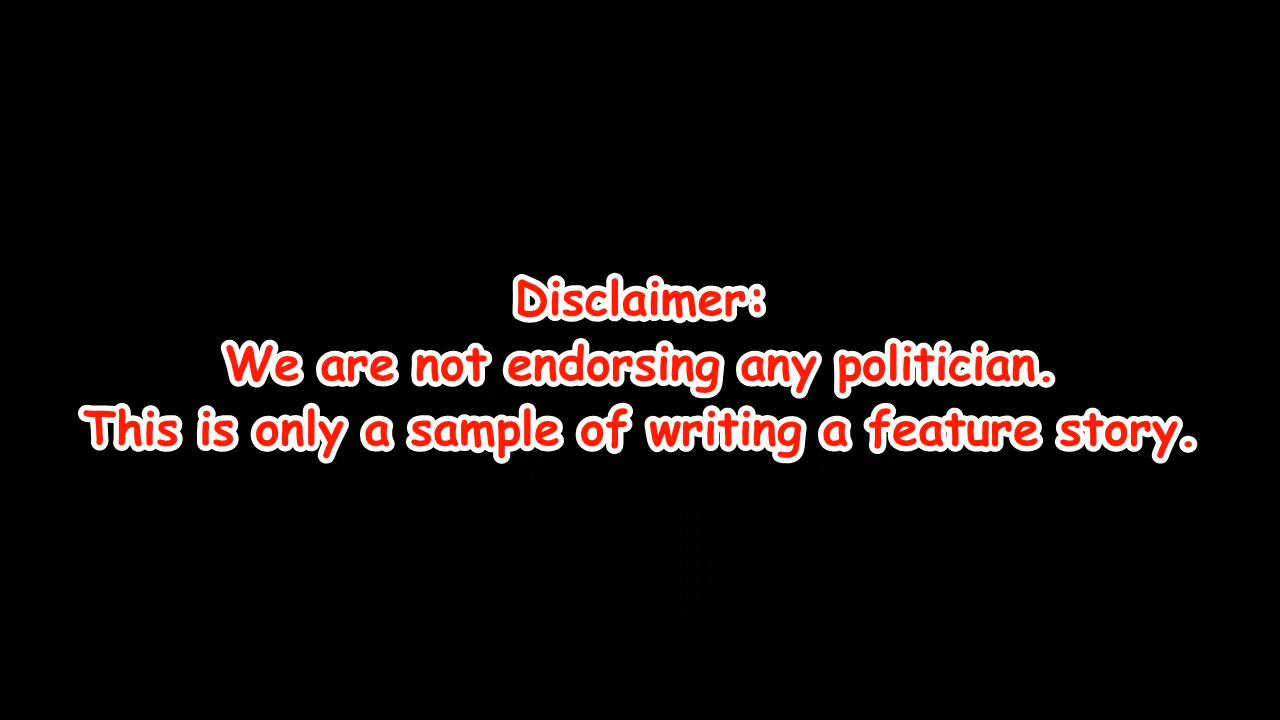 Disclaimer:
We are not endorsing any politician.
This is only a sample of writing a feature story.